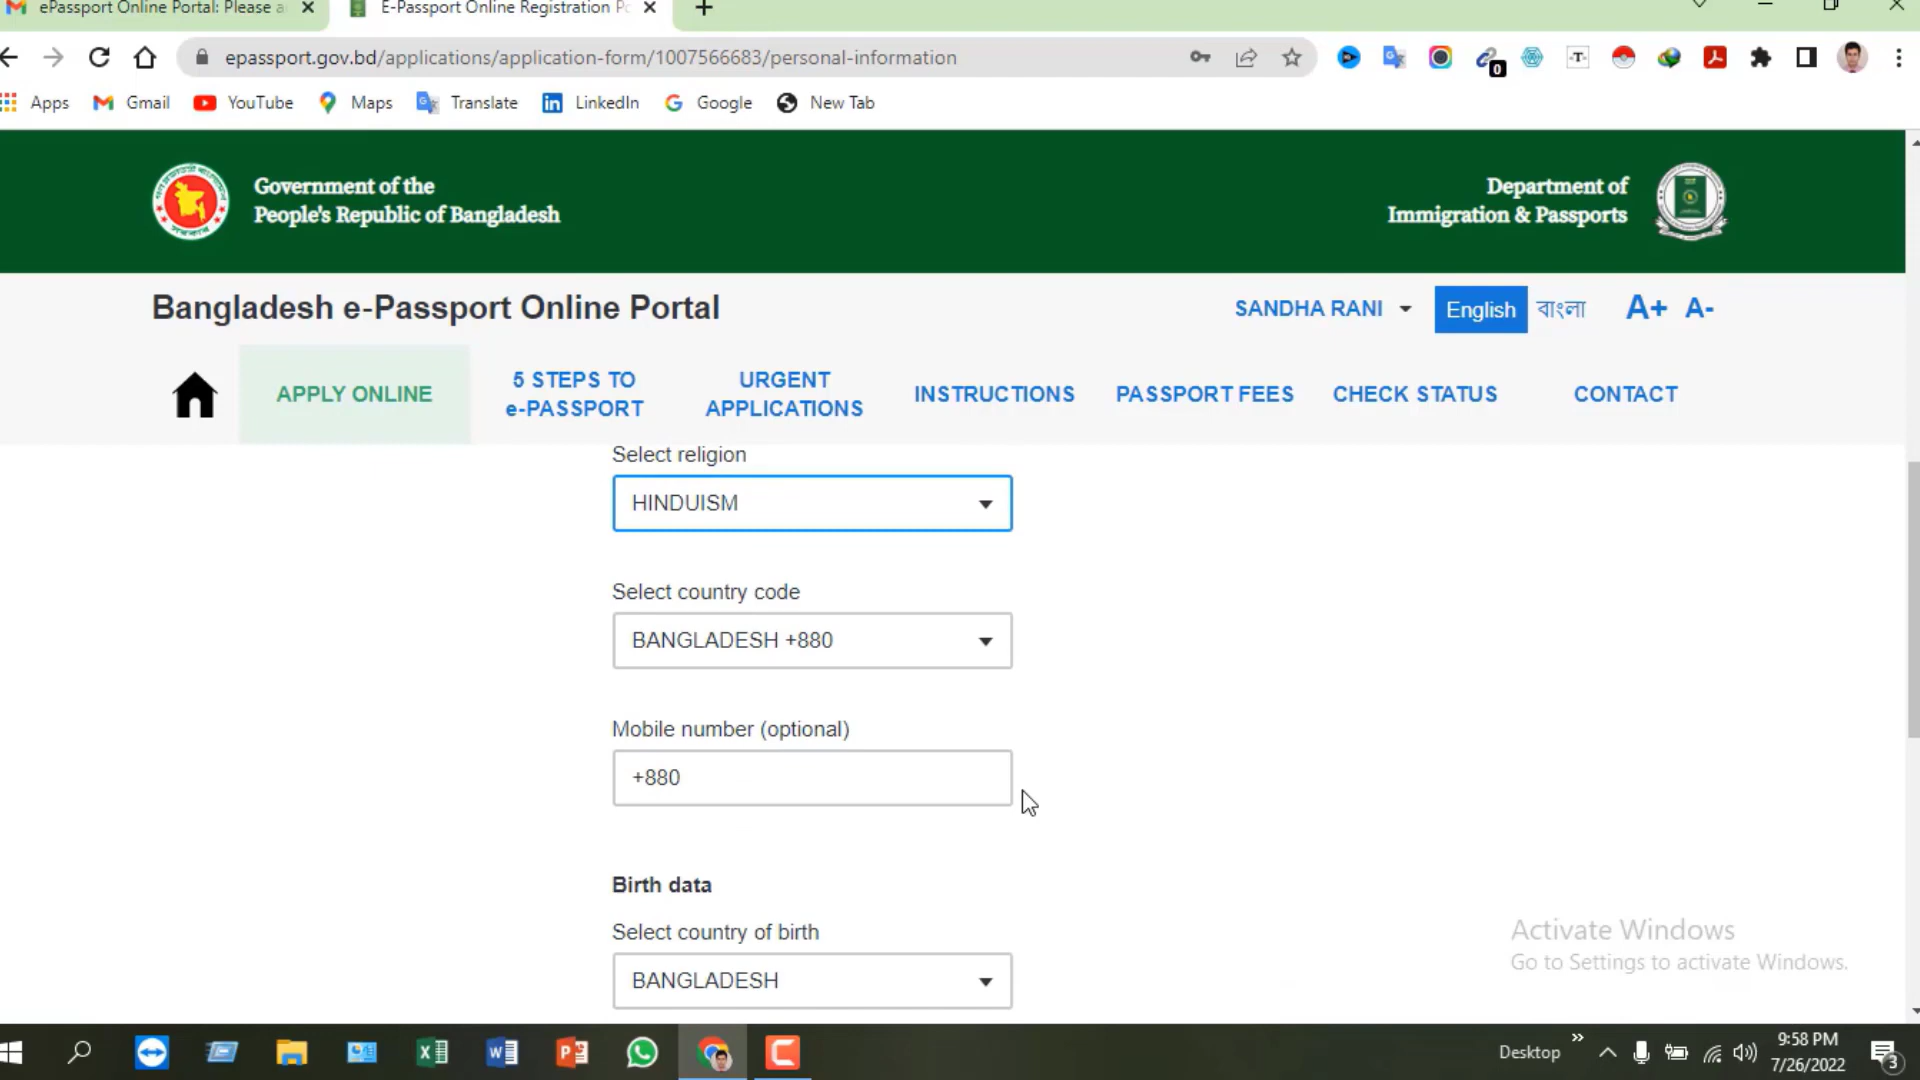 ePassport Online Portal: Please a
E-Passport Online Registration Po
epassport.gov.bd/applications/application-form/1007566683/personal-information
0
-T-
Apps
Gmail
YouTube
Maps
Translate
LinkedIn
Google
New Tab
Government of the
People's Republic of Bangladesh
Department of
Immigration & Passports
Bangladesh e-Passport Online Portal
SANDHA RANI
English
বাংলা
A+
A-
APPLY ONLINE
5 STEPS TO
e-PASSPORT
URGENT
APPLICATIONS
INSTRUCTIONS
PASSPORT FEES
CHECK STATUS
CONTACT
Select religion
HINDUISM
Select country code
BANGLADESH +880
Mobile number (optional)
+880
Birth data
Select country of birth
BANGLADESH
Activate Windows
Go to Settings to activate Windows.
Desktop
9:58 PM
7/26/2022
3